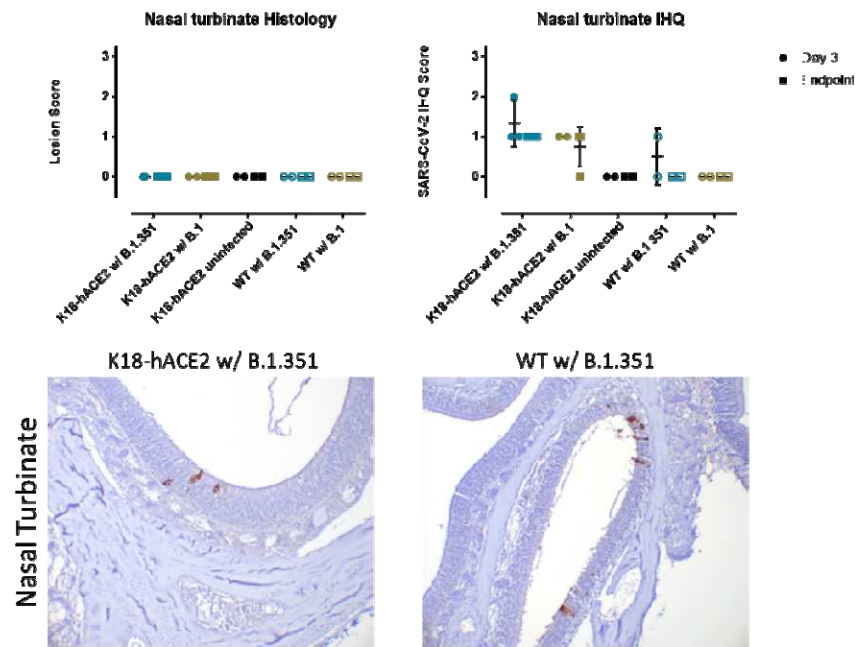 Nasal turbinate Histology
Lesion Score
3
2
1
0
K18-hACE2 w/ B.1.351
K18-hACE2 w/ B.1
K18-hACE2 uninfected
WT w/ B.1.351
WT w/ B.1
Nasal turbinate IHQ
SARS-CoV-2 IHQ Score
3
2
1
0
K18-hACE2 w/ B.1.351
K18-hACE2 w/ B.1
K18-hACE2 uninfected
WT w/ B.1 351
WT w/ B.1
Day 3
Endpoint
K18-hACE2 w/ B.1.351
WT w/ B.1.351
Nasal Turbinate